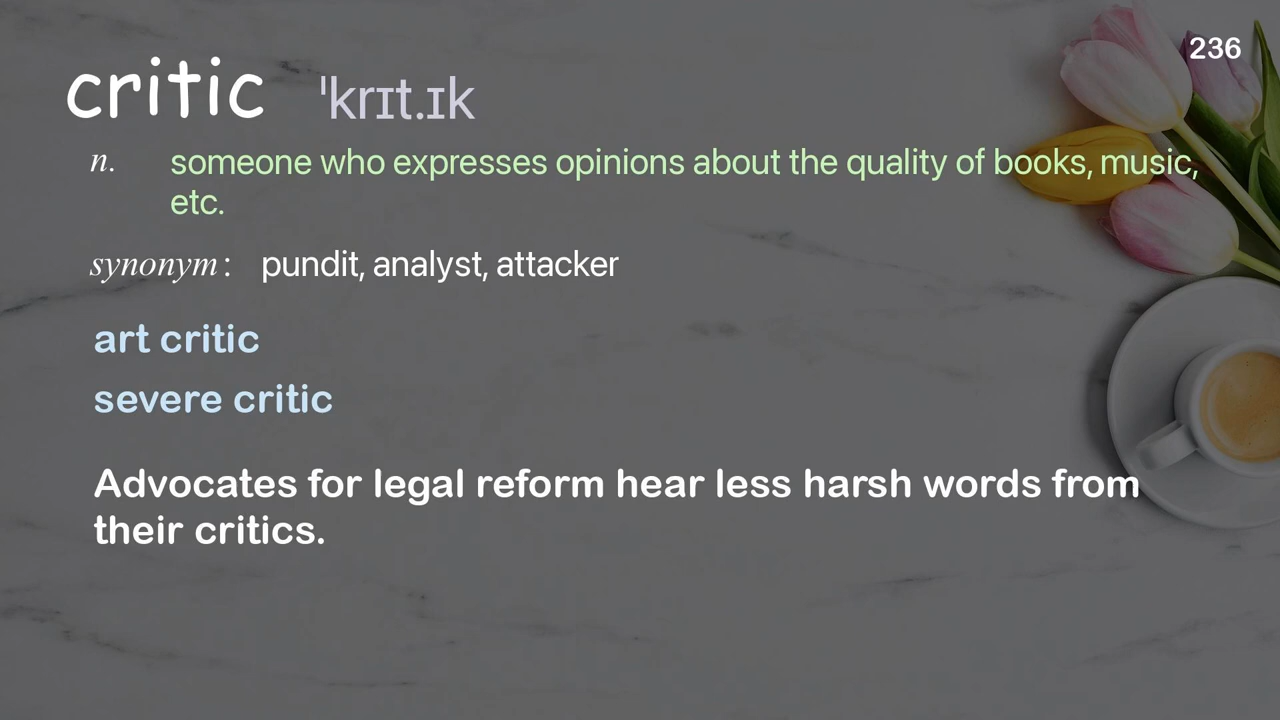 236
critic ˈkrɪt.ɪk
n. someone who expresses opinions about the quality of books, music,
etc.
synonym: pundit, analyst, attacker
art critic
severe critic
Advocates for legal reform hear less harsh words from
their critics.